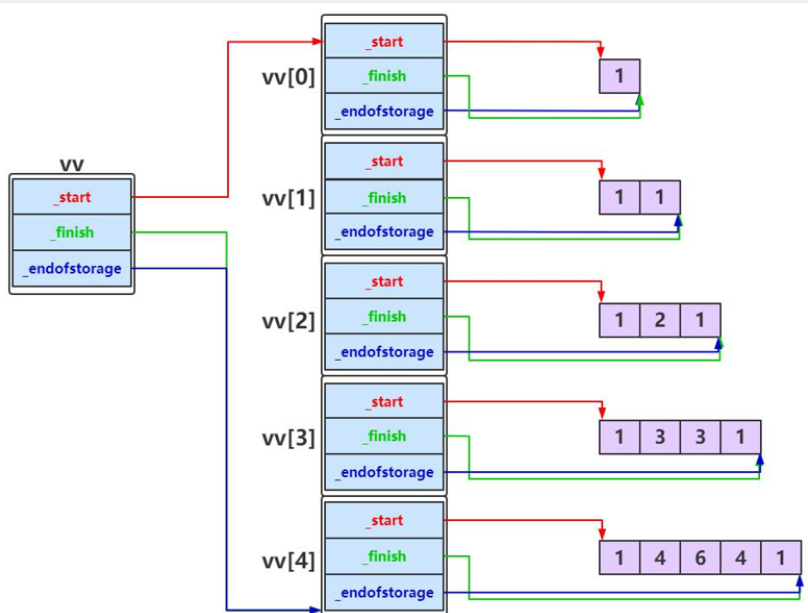 vv
_start
_finish
_endofstorage
vv[0]
_start
_finish
_endofstorage
1
vv[1]
_start
_finish
_endofstorage
1 1
vv[2]
_start
_finish
_endofstorage
1 2 1
vv[3]
_start
_finish
_endofstorage
1 3 3 1
vv[4]
_start
_finish
_endofstorage
1 4 6 4 1